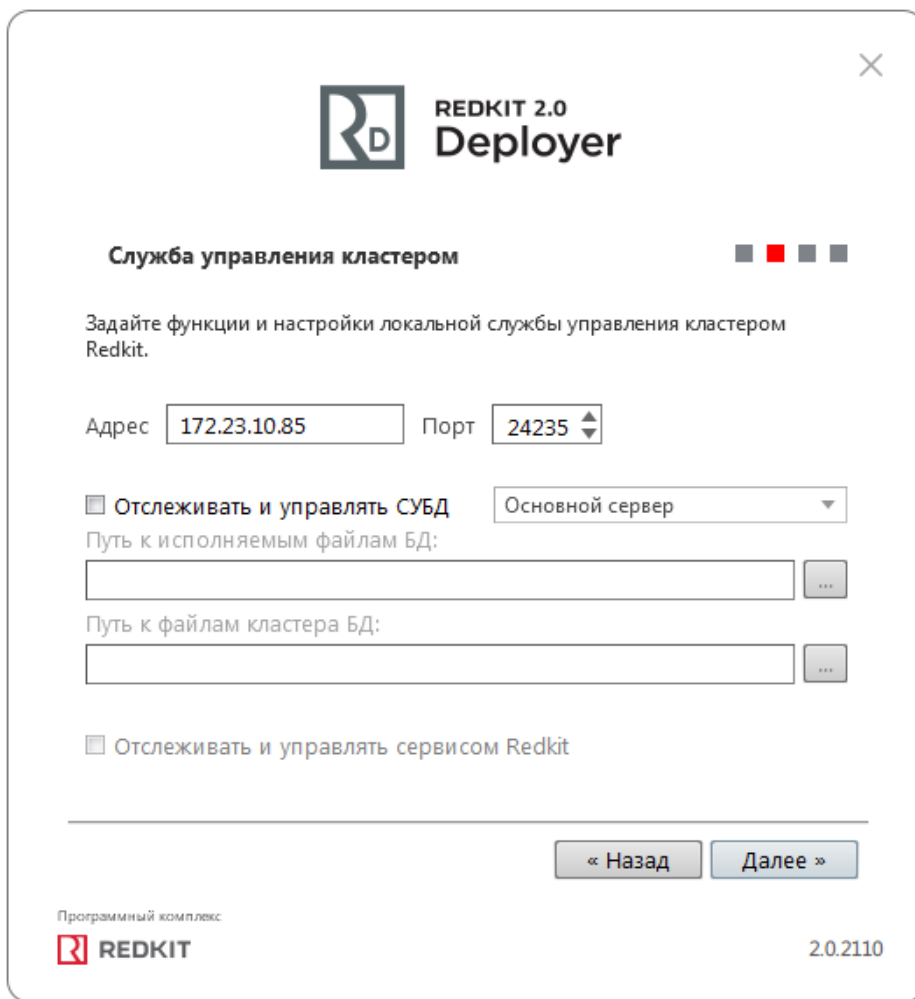 REDKIT 2.0
Deployer
Служба управления кластером
Задайте функции и настройки локальной службы управления кластером
Redkit.
Адрес 172.23.10.85 Порт 24235
Отслеживать и управлять СУБД Основной сервер
Путь к исполняемым файлам БД:
...
Путь к файлам кластера БД:
...
Отслеживать и управлять сервисом Redkit
« Назад Далее »
Программный комплекс
REDKIT 2.0.2110